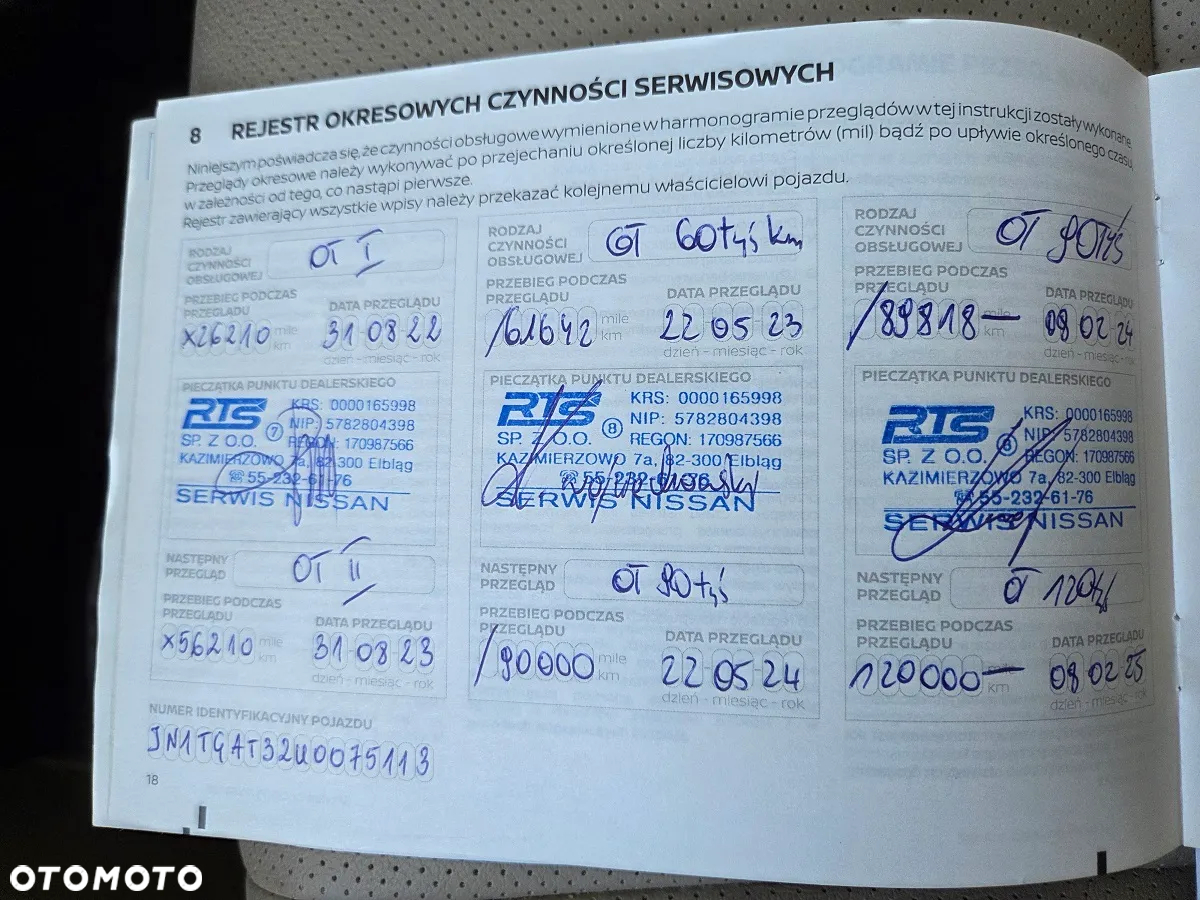 8 REJESTR OKRESOWYCH CZYNNOŚCI SERWISOWYCH
Niniejszym poświadcza się, że czynności obsługowe wymienione w harmonogramie przeglądów w tej instrukcji zostały wykonane.
Przeglądy okresowe należy wykonywać po przejechaniu określonej liczby kilometrów (mil) bądź po upływie określonego czasu,
w zależności od tego, co nastąpi pierwsze.
Rejestr zawierający wszystkie wpisy należy przekazać kolejnemu właścicielowi pojazdu.
RODZAJ
CZYNNOŚCI
OBSŁUGOWEJ
OT I
PRZEBIEG PODCZAS
PRZEGLĄDU
x26210 mile
km
DATA PRZEGLĄDU
31 08 22
dzień - miesiąc - rok
PIECZĄTKA PUNKTU DEALERSKIEGO
RTS
SP. Z O.O.
7
KRS: 0000165998
NIP: 5782804398
REGON: 170987566
KAZIMIERZOWO 7a, 82-300 Elbląg
☎ 55-232-61-76
SERWIS NISSAN
NASTĘPNY
PRZEGLĄD
OT II
PRZEBIEG PODCZAS
PRZEGLĄDU
x56210 mile
km
DATA PRZEGLĄDU
31 08 23
dzień - miesiąc - rok
RODZAJ
CZYNNOŚCI
OBSŁUGOWEJ
OT 60tyś km
PRZEBIEG PODCZAS
PRZEGLĄDU
/61642 mile
km
DATA PRZEGLĄDU
22 05 23
dzień - miesiąc - rok
PIECZĄTKA PUNKTU DEALERSKIEGO
RTS
SP. Z O.O.
8
KRS: 0000165998
NIP: 5782804398
REGON: 170987566
KAZIMIERZOWO 7a, 82-300 Elbląg
☎ 55-232-61-76
SERWIS NISSAN
NASTĘPNY
PRZEGLĄD
OT 90tyś
PRZEBIEG PODCZAS
PRZEGLĄDU
/90000 mile
km
DATA PRZEGLĄDU
22 05 24
dzień - miesiąc - rok
RODZAJ
CZYNNOŚCI
OBSŁUGOWEJ
OT 90tyś
PRZEBIEG PODCZAS
PRZEGLĄDU
/89818— mile
km
DATA PRZEGLĄDU
08 02 24
dzień - miesiąc - rok
PIECZĄTKA PUNKTU DEALERSKIEGO
RTS
SP. Z O.O.
8
KRS: 0000165998
NIP: 5782804398
REGON: 170987566
KAZIMIERZOWO 7a, 82-300 Elbląg
☎ 55-232-61-76
SERWIS NISSAN
NASTĘPNY
PRZEGLĄD
OT 120tyś
PRZEBIEG PODCZAS
PRZEGLĄDU
120000— km
DATA PRZEGLĄDU
08 02 25
dzień - miesiąc - rok
NUMER IDENTYFIKACYJNY POJAZDU
JN1TGAT32U0075113
18
OTOMOTO